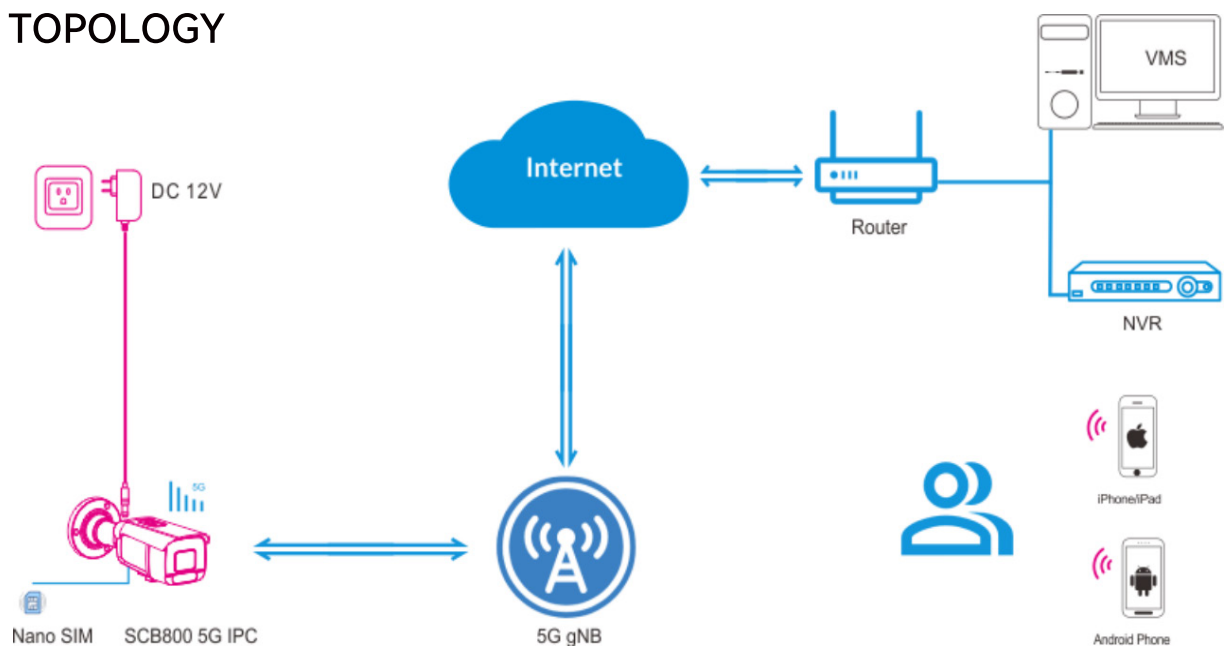 TOPOLOGY
VMS
Internet
DC 12V
Router
NVR
5G
iPhone/iPad
Nano SIM
SCB800 5G IPC
5G gNB
Android Phone